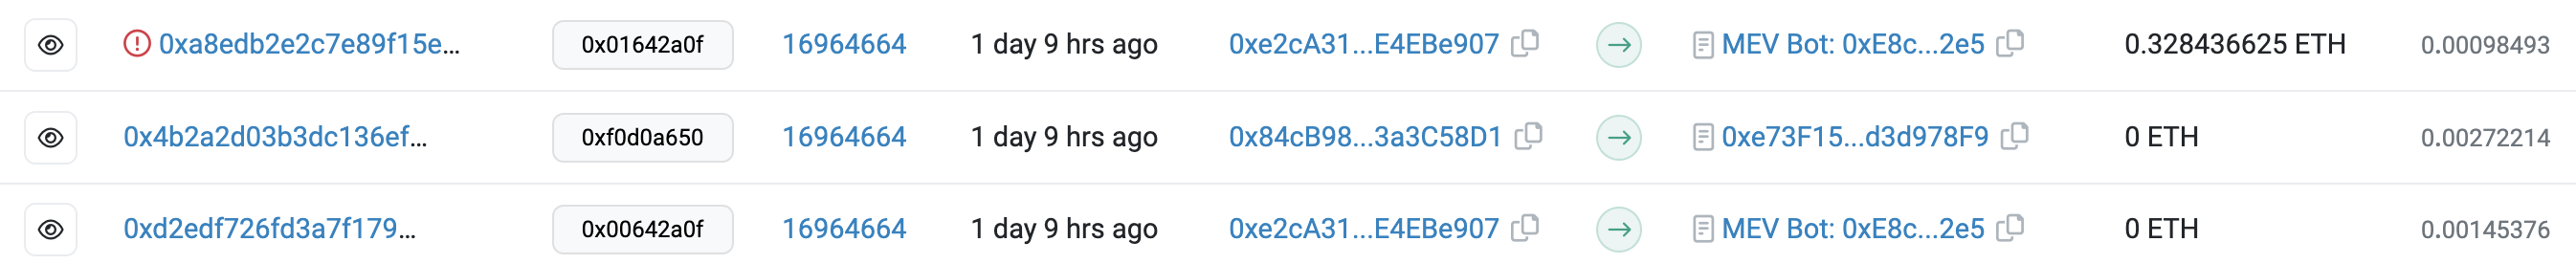 0xa8edb2e2c7e89f15e... 0x01642a0f 16964664 1 day 9 hrs ago 0xe2cA31...E4EBe907 MEV Bot: 0xE8c...2e5 0.328436625 ETH 0.00098493
0x4b2a2d03b3dc136ef... 0xf0d0a650 16964664 1 day 9 hrs ago 0x84cB98...3a3C58D1 0xe73F15...d3d978F9 0 ETH 0.00272214
0xd2edf726fd3a7f179... 0x00642a0f 16964664 1 day 9 hrs ago 0xe2cA31...E4EBe907 MEV Bot: 0xE8c...2e5 0 ETH 0.00145376